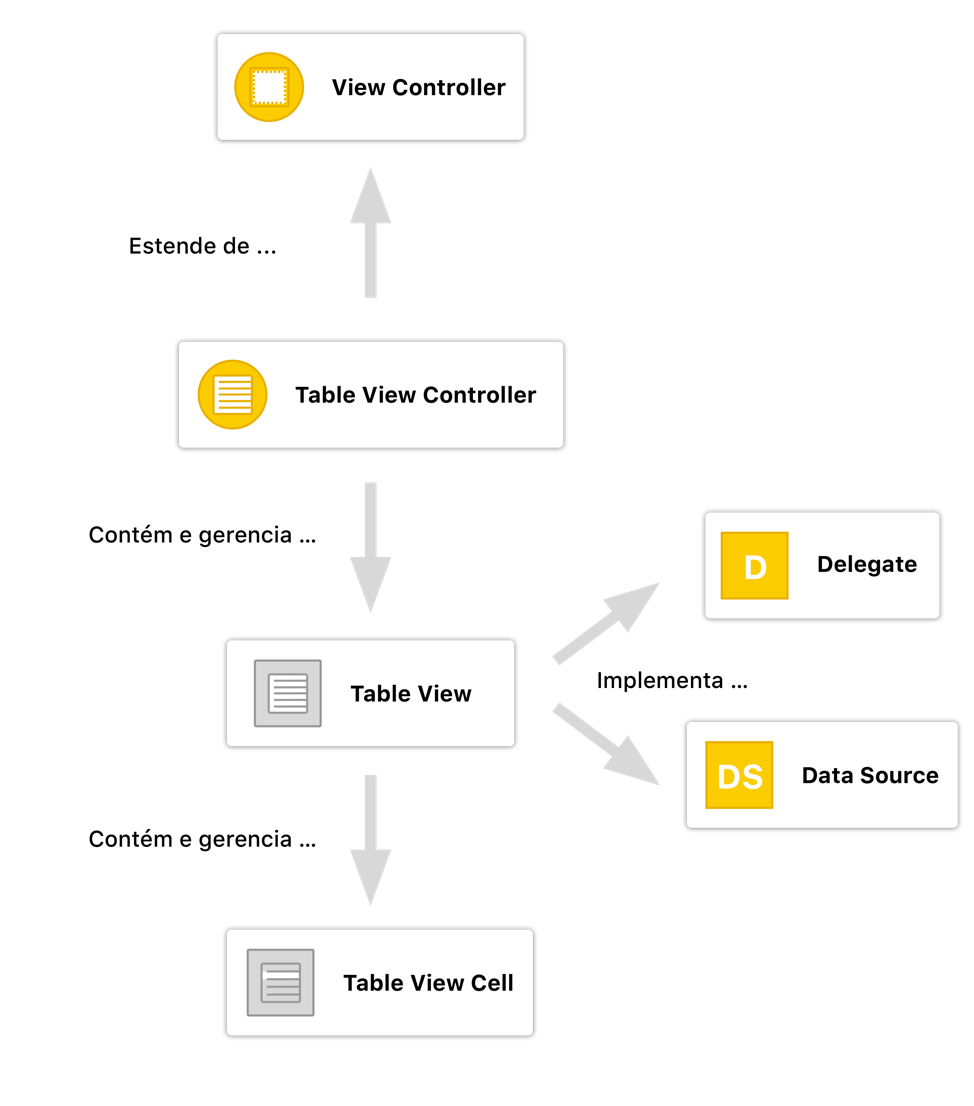 View Controller
Estende de ...
Table View Controller
Contém e gerencia ...
D
Delegate
Table View
Implementa ...
DS
Data Source
Contém e gerencia ...
Table View Cell